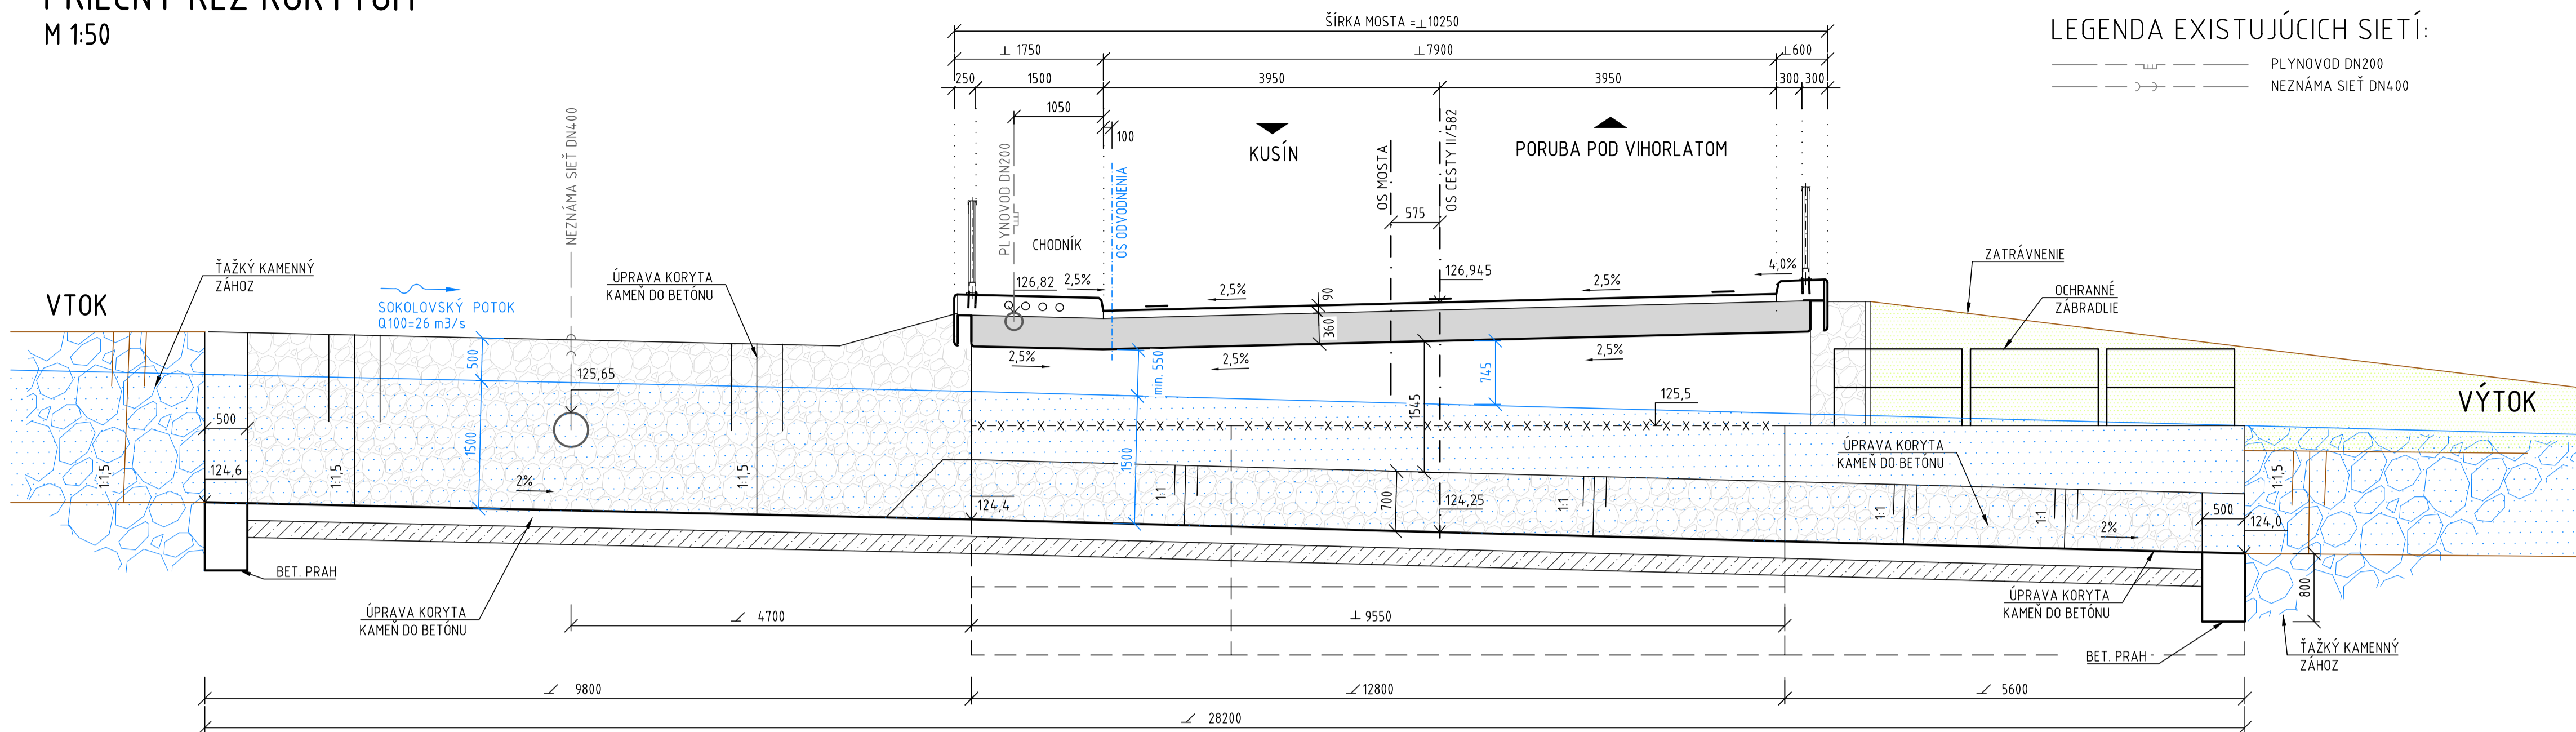 M 1:50
ŠÍRKA MOSTA =⊥10250
⊥ 1750
⊥7900
⊥600
250
1500
3950
3950
300
300
1050
100
LEGENDA EXISTUJÚCICH SIETÍ:
PLYNOVOD DN200
NEZNÁMA SIEŤ DN400
NEZNÁMA SIEŤ DN400
PLYNOVOD DN200
CHODNÍK
OS ODVODNENIA
KUSÍN
OS MOSTA
OS CESTY II/582
PORUBA POD VIHORLATOM
575
VTOK
ŤAŽKÝ KAMENNÝ
ZÁHOZ
SOKOLOVSKÝ POTOK
Q100=26 m3/s
ÚPRAVA KORYTA
KAMEŇ DO BETÓNU
126,82
2,5%
2,5%
90
360
126,945
2,5%
4,0%
ZATRÁVNENIE
OCHRANNÉ
ZÁBRADLIE
VÝTOK
500
125,65
1500
2,5%
2,5%
min. 550
2,5%
745
1545
125,5
500
124,6
1:1,5
1:1,5
1:1,5
2%
1500
1:1
124,4
700
124,25
1:1
ÚPRAVA KORYTA
KAMEŇ DO BETÓNU
1:1
1:1
2%
500
124,0
1:1,5
800
BET. PRAH
ÚPRAVA KORYTA
KAMEŇ DO BETÓNU
4700
⊥ 9550
ÚPRAVA KORYTA
KAMEŇ DO BETÓNU
BET. PRAH
ŤAŽKÝ KAMENNÝ
ZÁHOZ
9800
12800
5600
28200